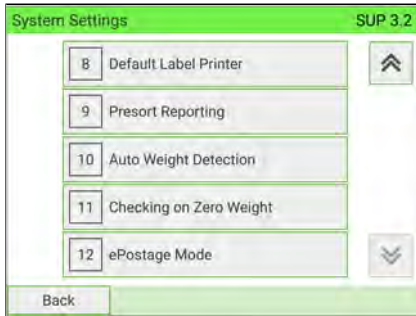 System Settings SUP 3.2
8 Default Label Printer
9 Presort Reporting
10 Auto Weight Detection
11 Checking on Zero Weight
12 ePostage Mode
Back